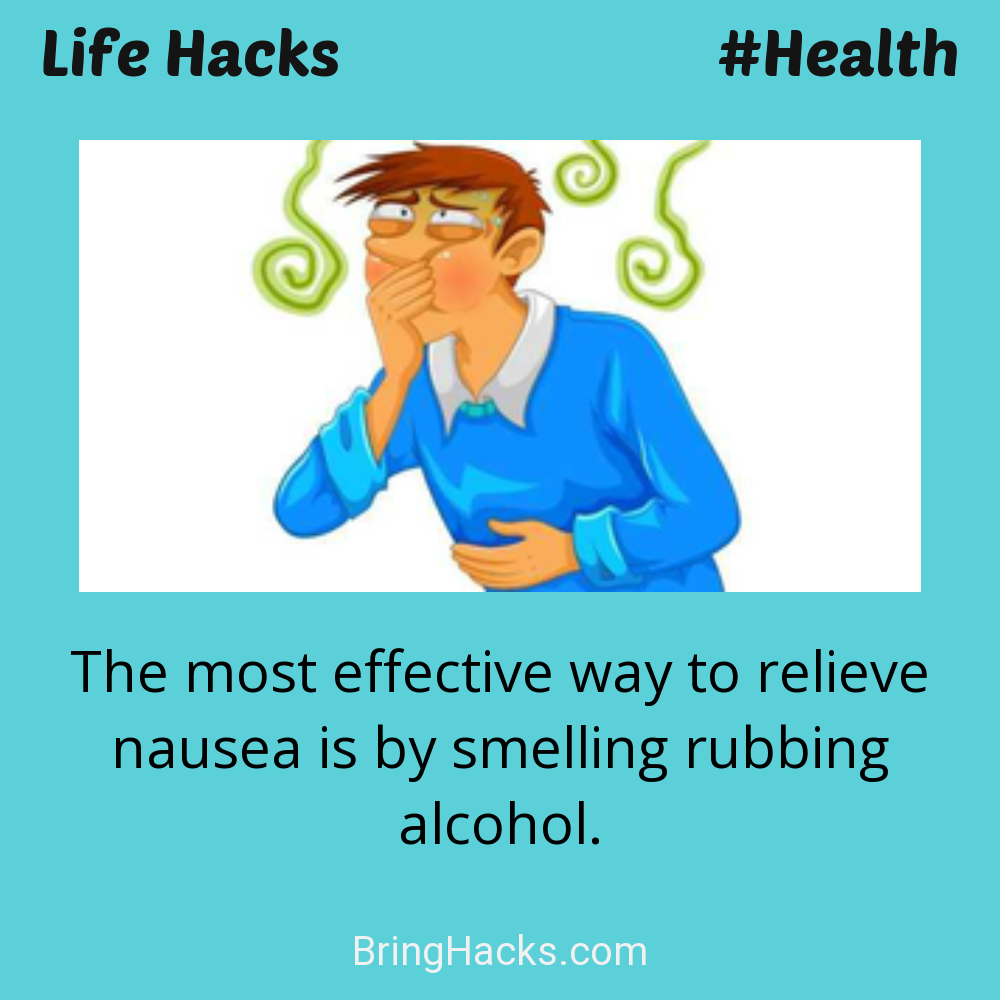 Life Hacks #Health
The most effective way to relieve
nausea is by smelling rubbing
alcohol.
BringHacks.com